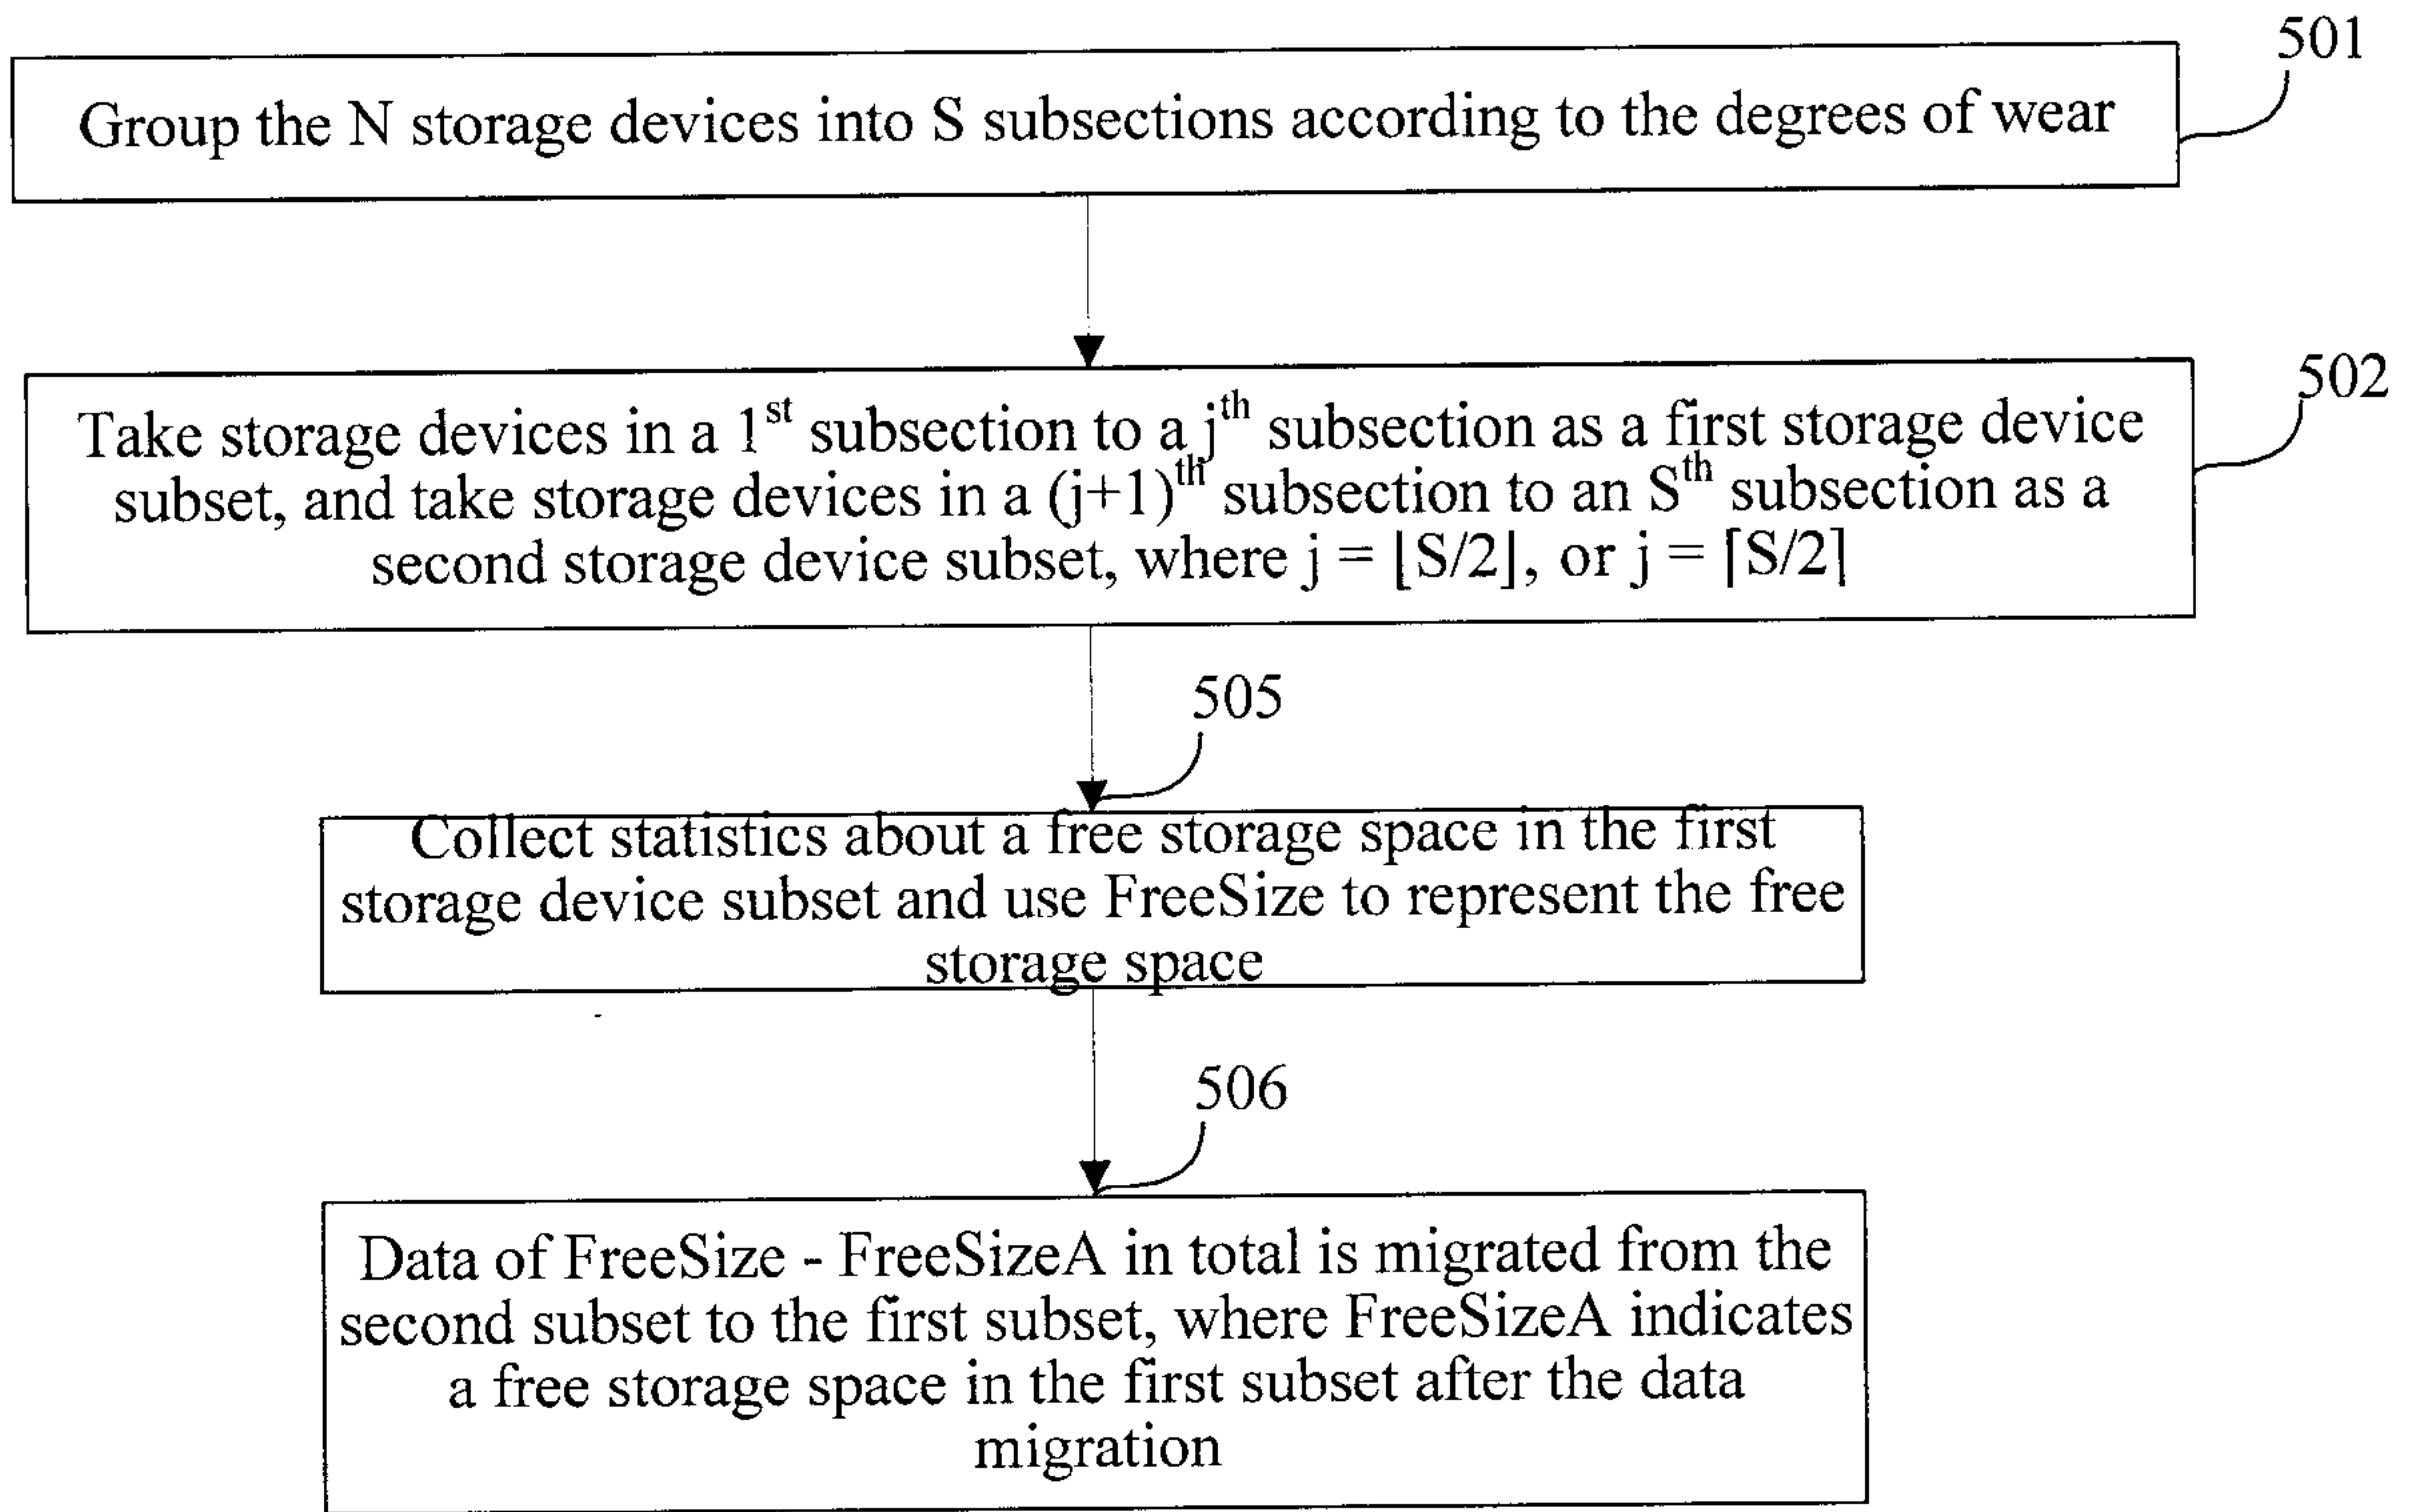 501
Group the N storage devices into S subsections according to the degrees of wear
502
Take storage devices in a 1st subsection to a jth subsection as a first storage device
subset, and take storage devices in a (j+1)th subsection to an Sth subsection as a
second storage device subset, where j = ⌊S/2⌋, or j = ⌈S/2⌉
505
Collect statistics about a free storage space in the first
storage device subset and use FreeSize to represent the free
storage space
506
Data of FreeSize - FreeSizeA in total is migrated from the
second subset to the first subset, where FreeSizeA indicates
a free storage space in the first subset after the data
migration